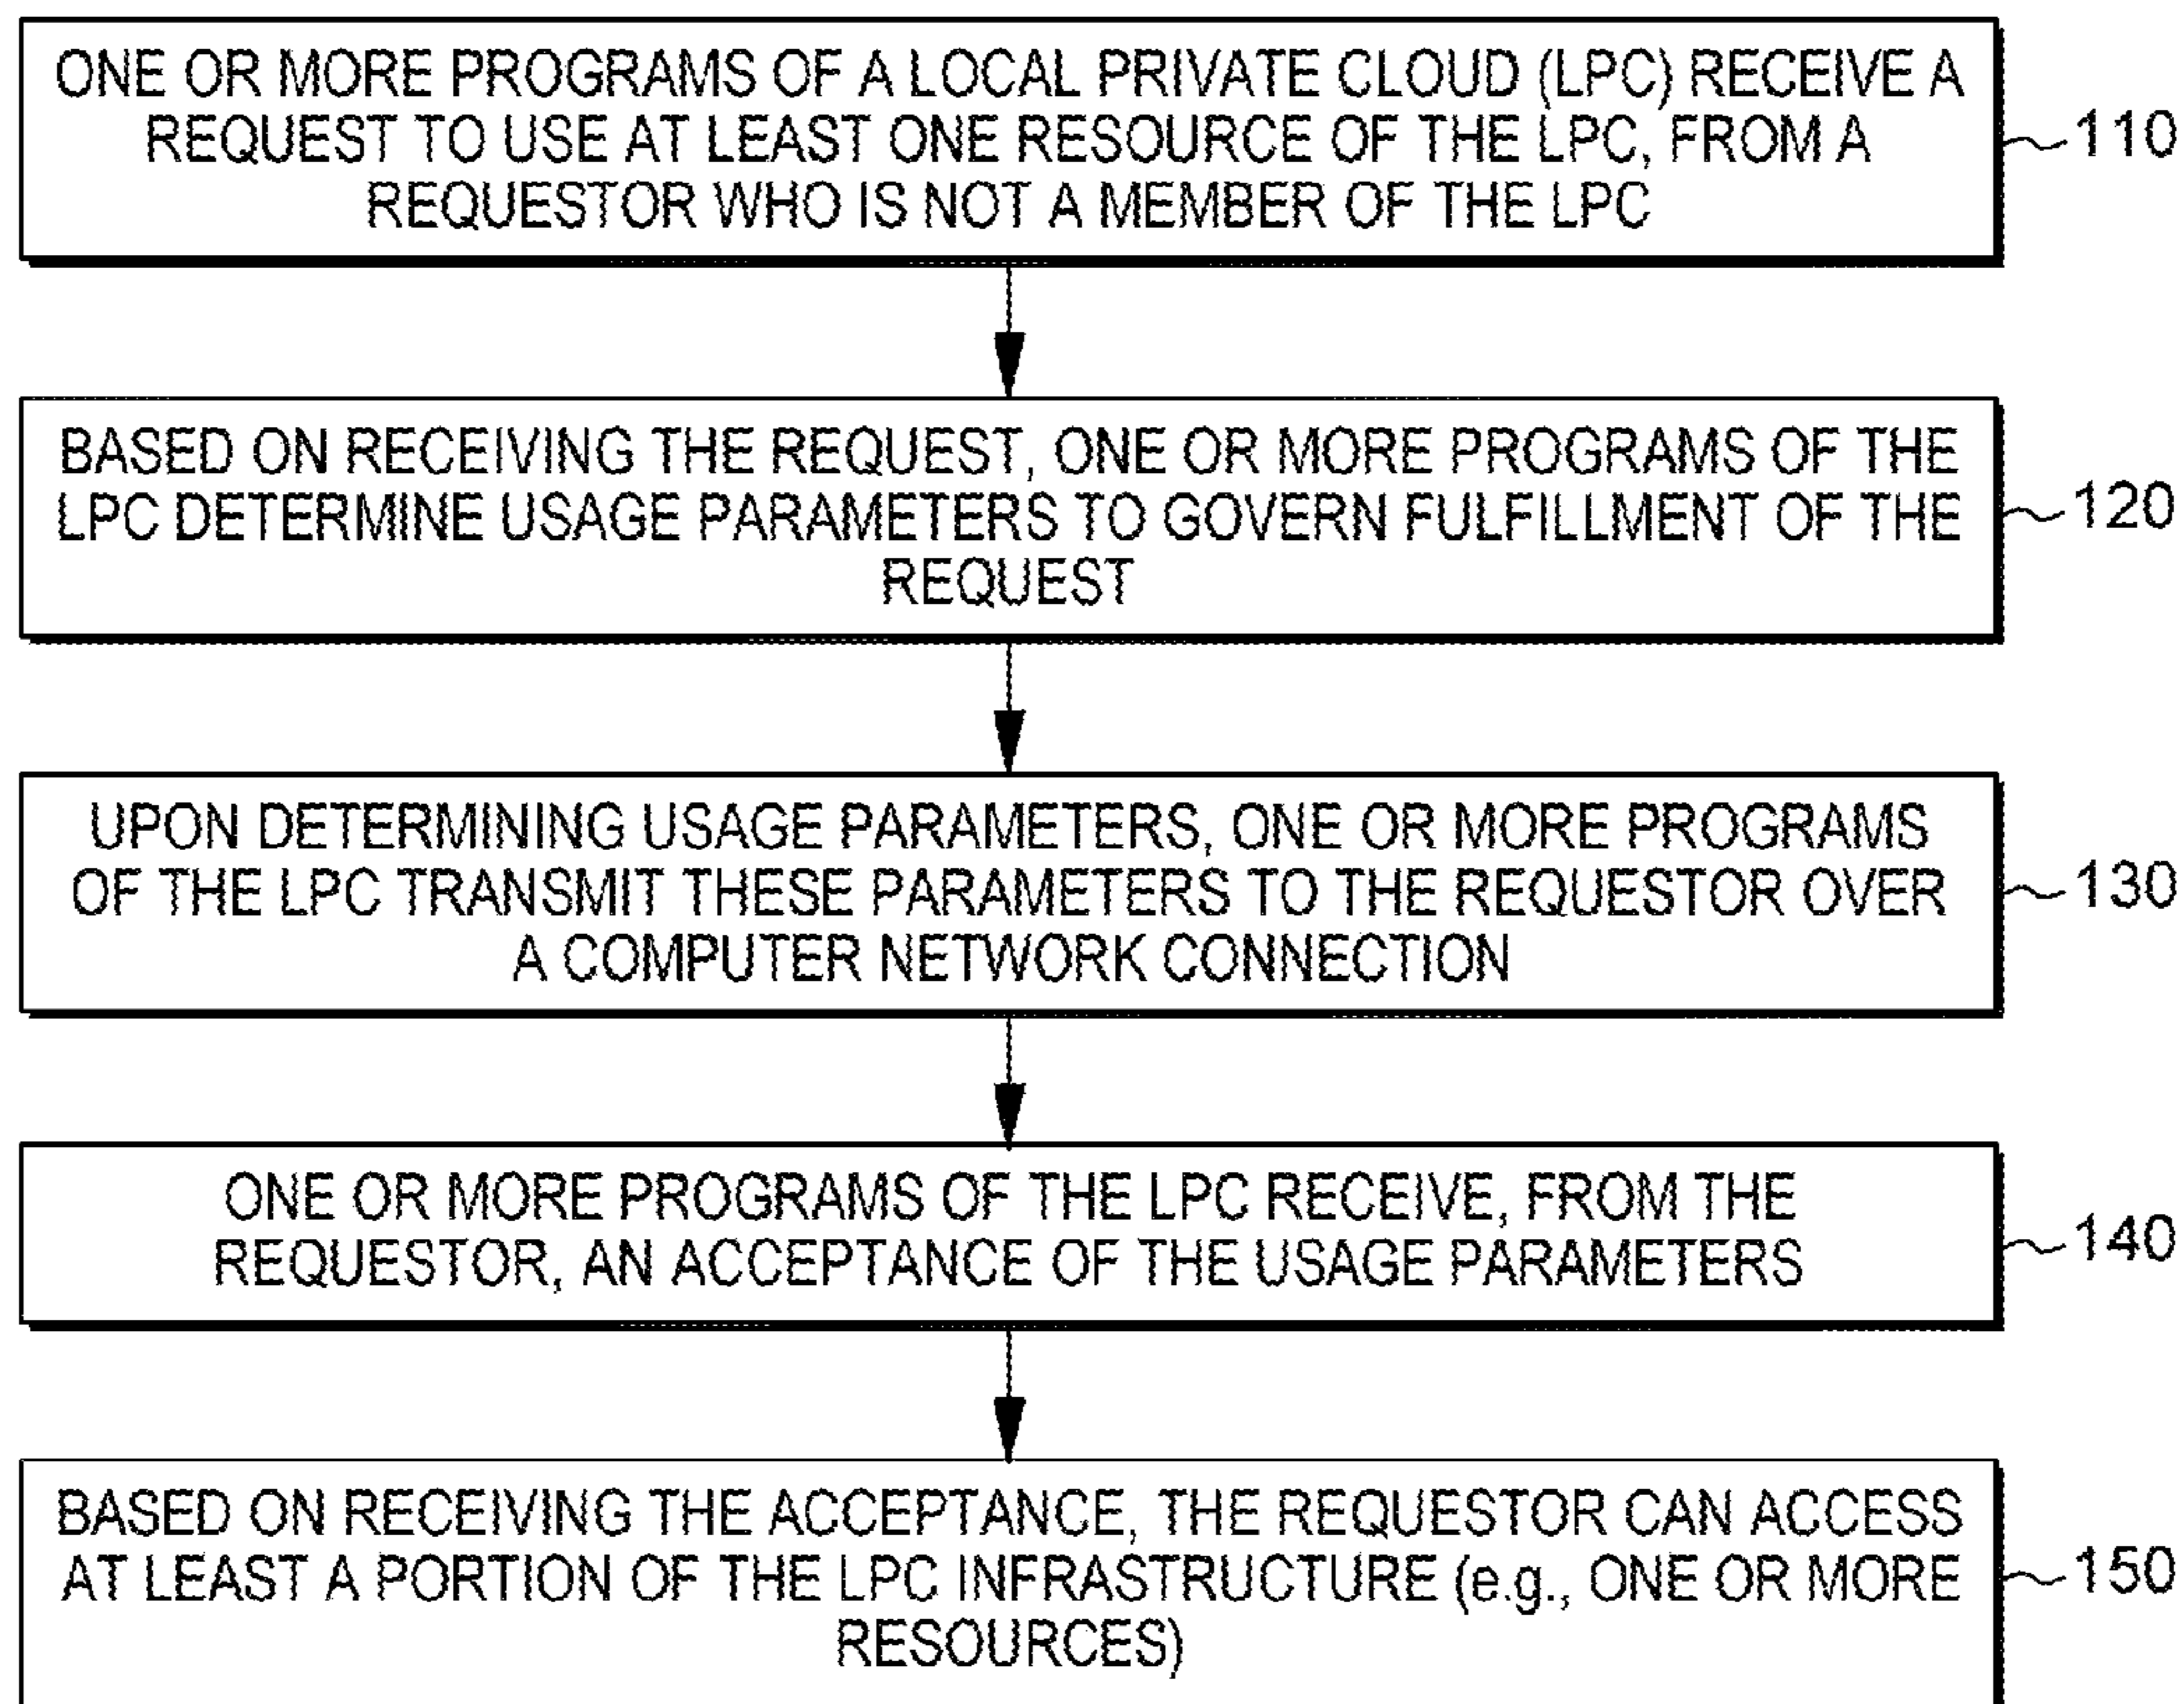 ONE OR MORE PROGRAMS OF A LOCAL PRIVATE CLOUD (LPC) RECEIVE A
REQUEST TO USE AT LEAST ONE RESOURCE OF THE LPC, FROM A
REQUESTOR WHO IS NOT A MEMBER OF THE LPC
110
BASED ON RECEIVING THE REQUEST, ONE OR MORE PROGRAMS OF THE
LPC DETERMINE USAGE PARAMETERS TO GOVERN FULFILLMENT OF THE
REQUEST
120
UPON DETERMINING USAGE PARAMETERS, ONE OR MORE PROGRAMS
OF THE LPC TRANSMIT THESE PARAMETERS TO THE REQUESTOR OVER
A COMPUTER NETWORK CONNECTION
130
ONE OR MORE PROGRAMS OF THE LPC RECEIVE, FROM THE
REQUESTOR, AN ACCEPTANCE OF THE USAGE PARAMETERS
140
BASED ON RECEIVING THE ACCEPTANCE, THE REQUESTOR CAN ACCESS
AT LEAST A PORTION OF THE LPC INFRASTRUCTURE (e.g., ONE OR MORE
RESOURCES)
150